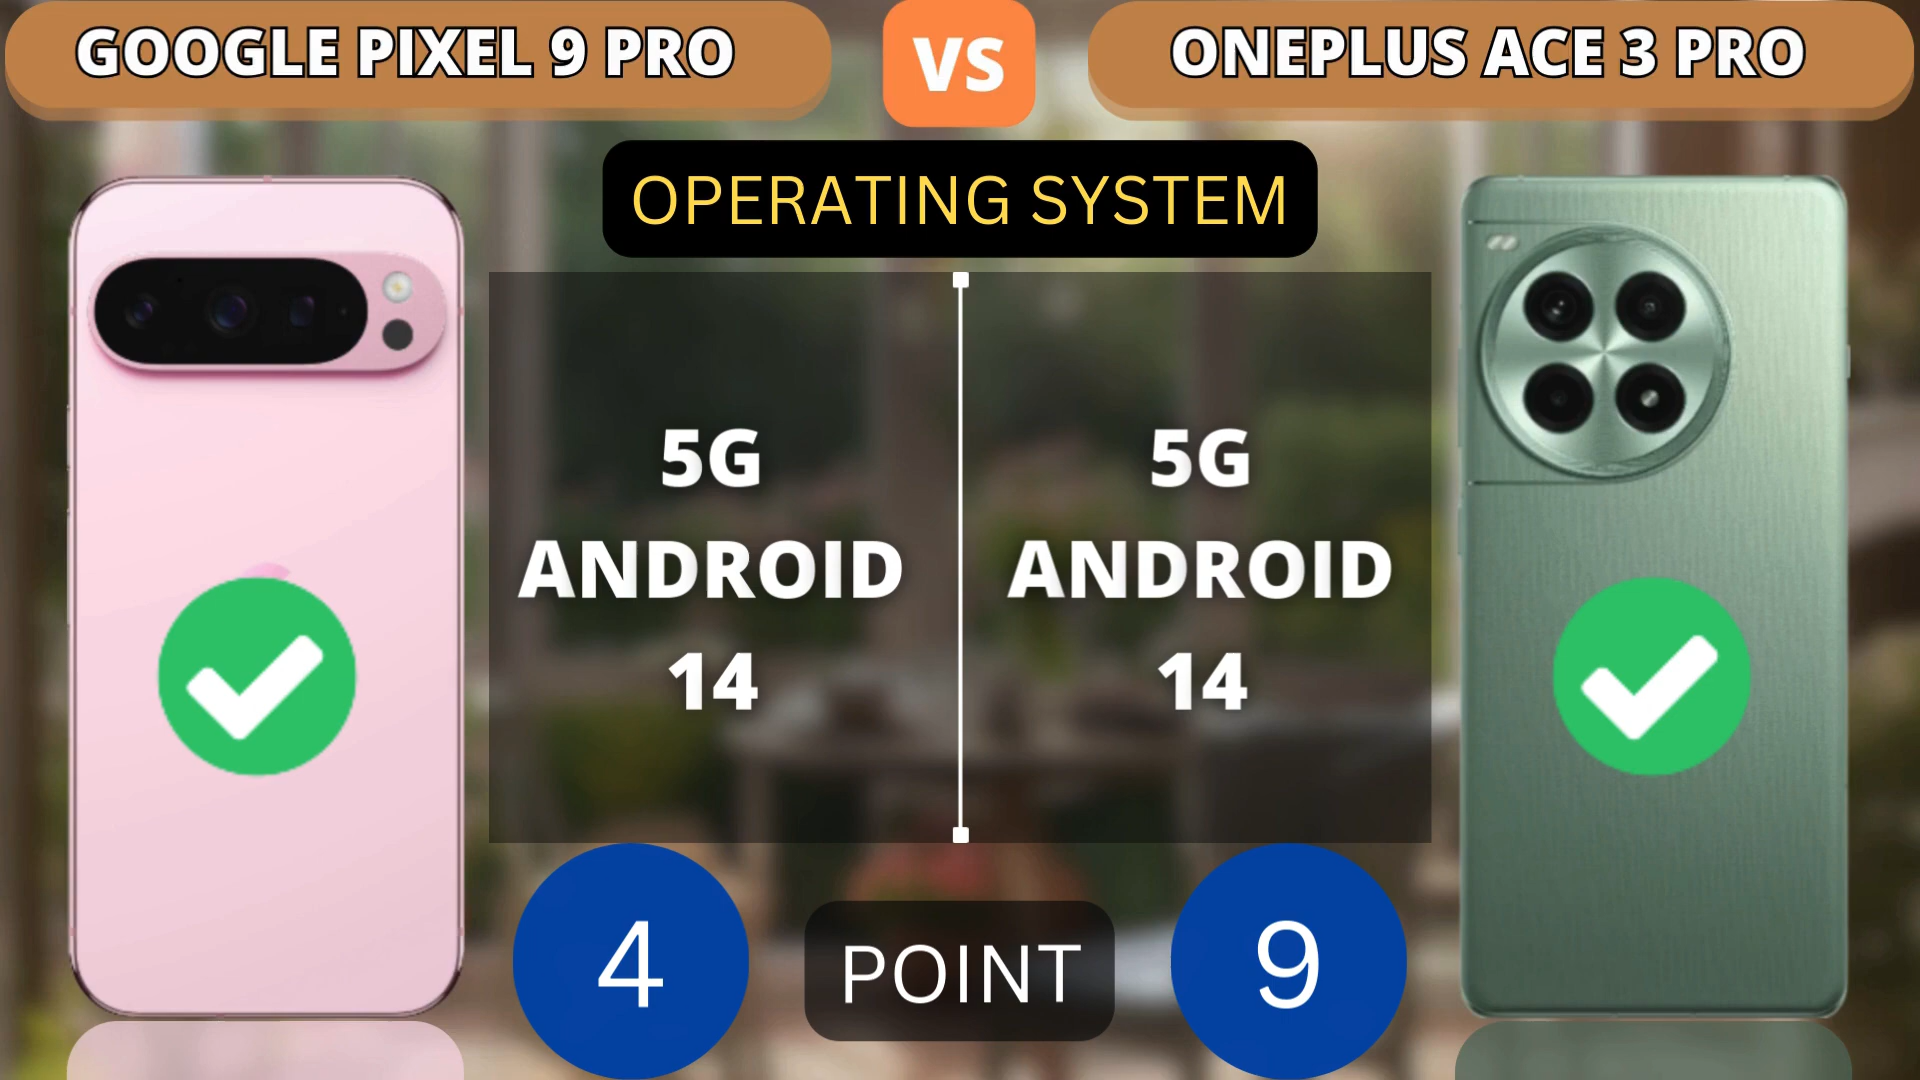 GOOGLE PIXEL 9 PRO
VS
ONEPLUS ACE 3 PRO
OPERATING SYSTEM
5G
ANDROID
14
5G
ANDROID
14
4
POINT
9